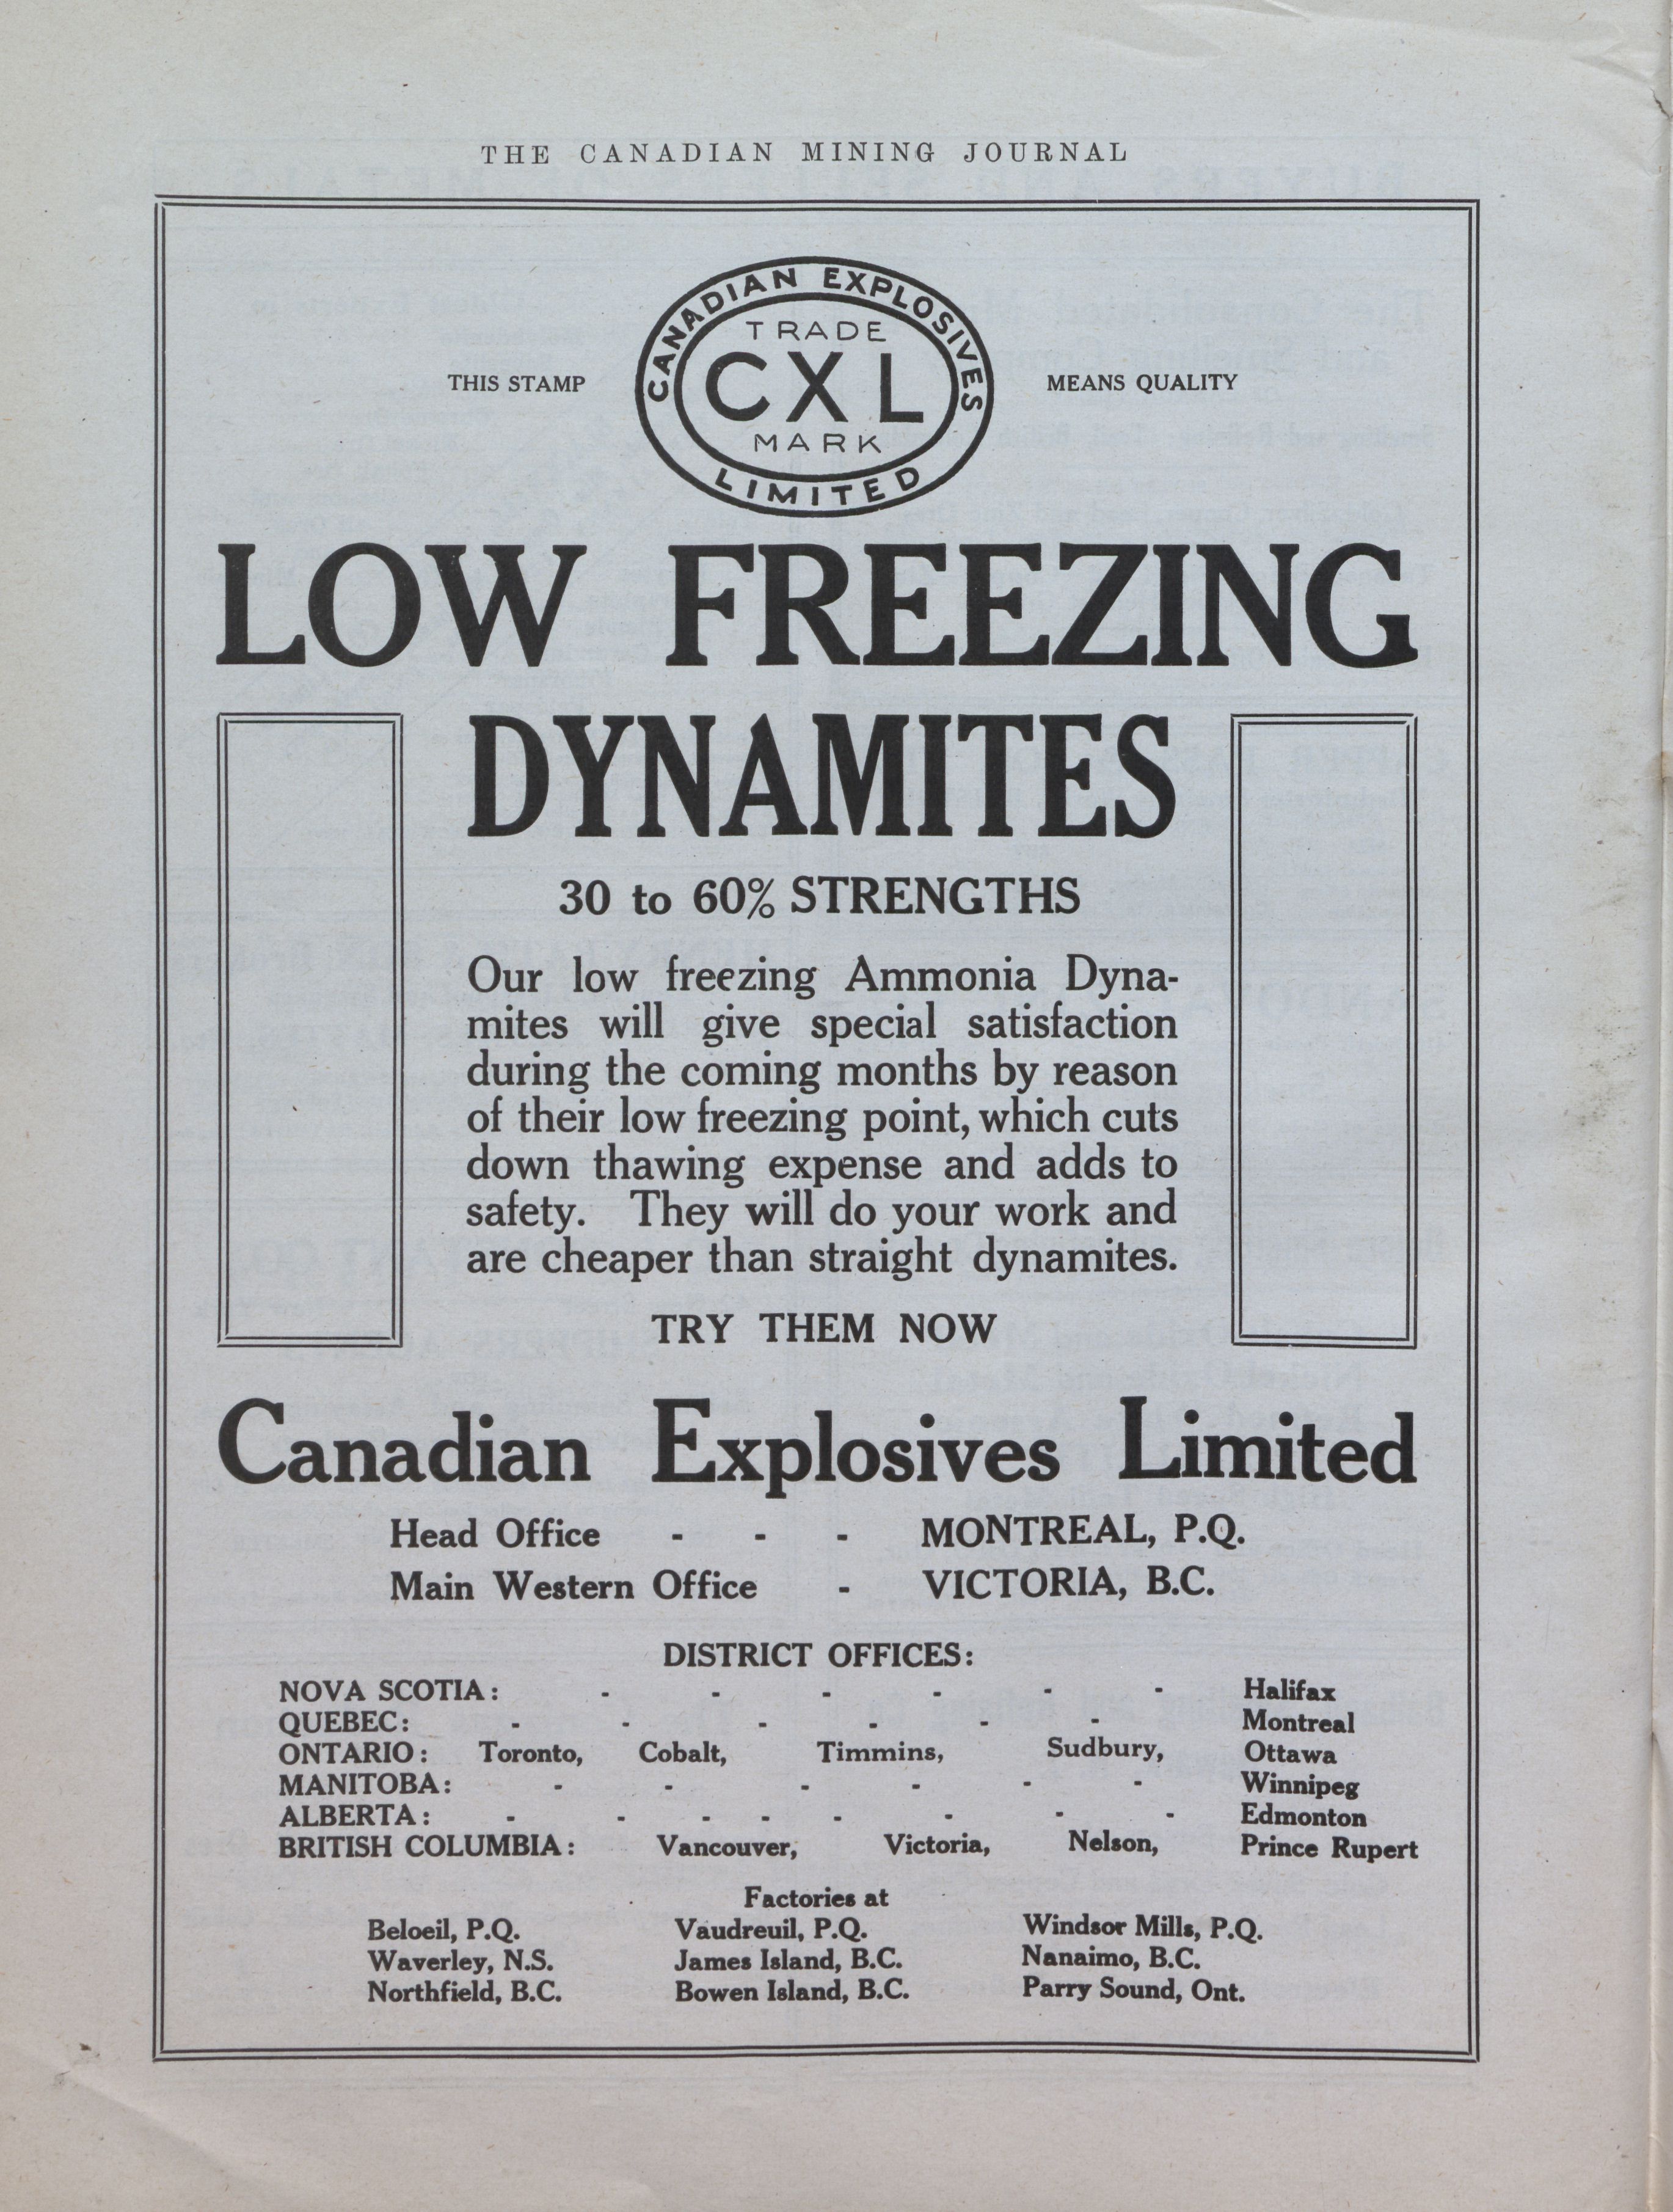 THE CANADIAN MINING JOURNAL
CANADIAN EXPLOSIVES
TRADE
THIS STAMP CXL MEANS QUALITY
MARK
LIMITED
LOW FREEZING
DYNAMITES
30 to 60% STRENGTHS
Our low freezing Ammonia Dyna-
mites will give special satisfaction
during the coming months by reason
of their low freezing point, which cuts
down thawing expense and adds to
safety. They will do your work and
are cheaper than straight dynamites.
TRY THEM NOW
Canadian Explosives Limited
Head Office - - - MONTREAL, P.Q.
Main Western Office - VICTORIA, B.C.
DISTRICT OFFICES:
NOVA SCOTIA: - - - - - - Halifax
QUEBEC: - - - - - - Montreal
ONTARIO: Toronto, Cobalt, Timmins, Sudbury, Ottawa
MANITOBA: - - - - - - Winnipeg
ALBERTA: - - - - - - - - Edmonton
BRITISH COLUMBIA: Vancouver, Victoria, Nelson, Prince Rupert
Factories at
Beloeil, P.Q. Vaudreuil, P.Q. Windsor Mills, P.Q.
Waverley, N.S. James Island, B.C. Nanaimo, B.C.
Northfield, B.C. Bowen Island, B.C. Parry Sound, Ont.